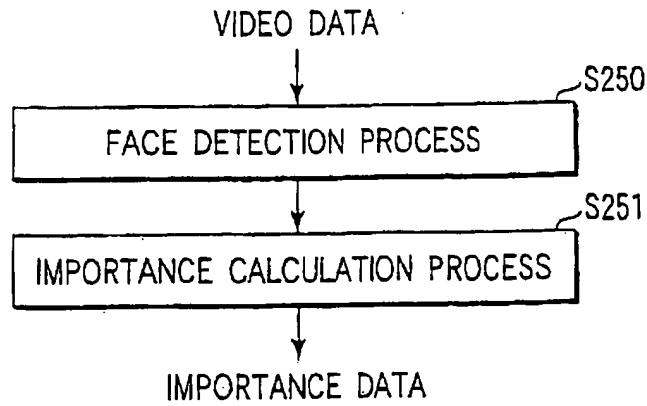 VIDEO DATA
S250
FACE DETECTION PROCESS
S251
IMPORTANCE CALCULATION PROCESS
IMPORTANCE DATA